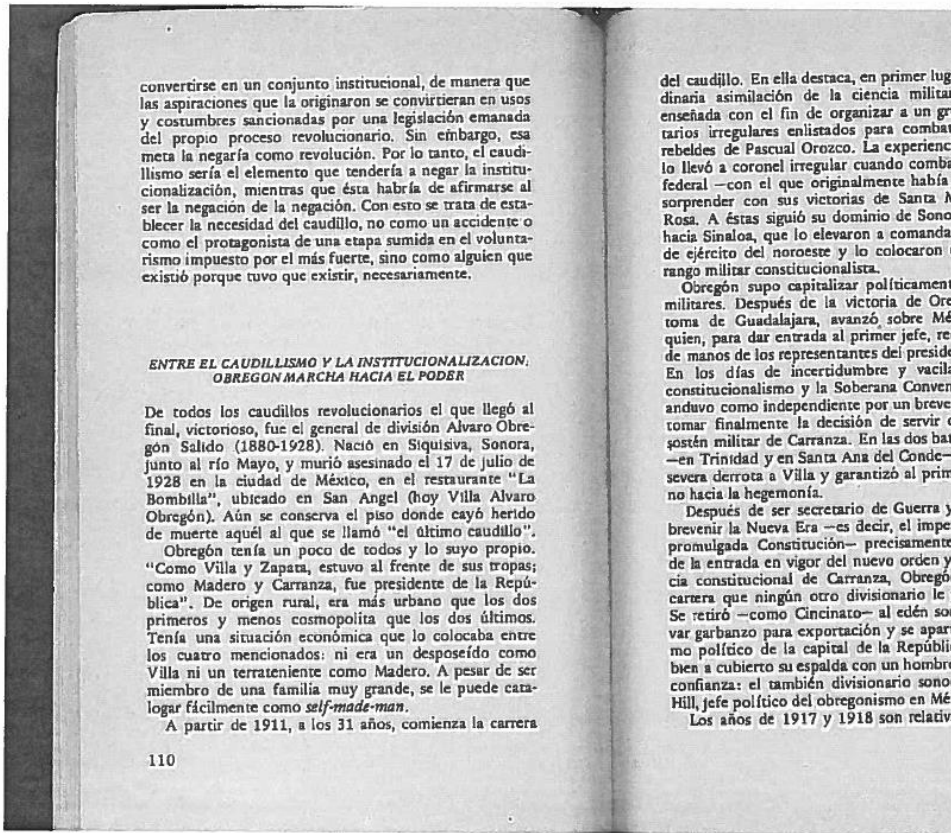 convertirse en un conjunto institucional, de manera que
las aspiraciones que la originaron se convirtieran en usos
y costumbres sancionadas por una legislación emanada
del propio proceso revolucionario. Sin embargo, esa
meta la negaría como revolución. Por lo tanto, el caudi-
llismo sería el elemento que tendería a negar la institu-
cionalización, mientras que ésta habría de afirmarse al
ser la negación de la negación. Con esto se trata de esta-
blecer la necesidad del caudillo, no como un accidente o
como el protagonista de una etapa sumida en el volunta-
rismo impuesto por el más fuerte, sino como alguien que
existió porque tuvo que existir, necesariamente.
ENTRE EL CAUDILLISMO Y LA INSTITUCIONALIZACION,
OBREGON MARCHA HACIA EL PODER
De todos los caudillos revolucionarios el que llegó al
final, victorioso, fue el general de división Alvaro Obre-
gón Salido (1880-1928). Nació en Siquisiva, Sonora,
junto al río Mayo, y murió asesinado el 17 de julio de
1928 en la ciudad de México, en el restaurante "La
Bombilla", ubicado en San Angel (hoy Villa Alvaro
Obregón). Aún se conserva el piso donde cayó herido
de muerte aquél al que se llamó "el último caudillo".
Obregón tenía un poco de todos y lo suyo propio.
"Como Villa y Zapata, estuvo al frente de sus tropas;
como Madero y Carranza, fue presidente de la Repú-
blica". De origen rural, era más urbano que los dos
primeros y menos cosmopolita que los dos últimos.
Tenía una situación económica que lo colocaba entre
los cuatro mencionados: ni era un desposeído como
Villa ni un terrateniente como Madero. A pesar de ser
miembro de una familia muy grande, se le puede cata-
logar fácilmente como self-made-man.
A partir de 1911, a los 31 años, comienza la carrera
110
del caudillo. En ella destaca, en primer lug
dinaria asimilación de la ciencia militar
enseñada con el fin de organizar a un gr
tarios irregulares enlistados para comba
rebeldes de Pascual Orozco. La experienc
lo llevó a coronel irregular cuando comba
federal —con el que originalmente había
sorprender con sus victorias de Santa M
Rosa. A éstas siguió su dominio de Sono
hacia Sinaloa, que lo elevaron a comanda
de ejército del noroeste y lo colocaron
rango militar constitucionalista.
Obregón supo capitalizar políticament
militares. Después de la victoria de Ore
toma de Guadalajara, avanzó sobre Mé
quien, para dar entrada al primer jefe, re
de manos de los representantes del preside
En los días de incertidumbre y vacila
constitucionalismo y la Soberana Conven
anduvo como independiente por un breve
tomar finalmente la decisión de servir
sostén militar de Carranza. En las dos bat
—en Trinidad y en Santa Ana del Conde—
severa derrota a Villa y garantizó al prim
no hacia la hegemonía.
Después de ser secretario de Guerra y
brevenir la Nueva Era —es decir, el impe
promulgada Constitución— precisamente
de la entrada en vigor del nuevo orden y
cia constitucional de Carranza, Obregó
cartera que ningún otro divisionario le
Se retiró —como Cincinato— al edén son
var garbanzo para exportación y se apar
mo político de la capital de la Repúblic
bien a cubierto su espalda con un hombre
confianza: el también divisionario sono
Hill, jefe político del obregonismo en Mé
Los años de 1917 y 1918 son relativ